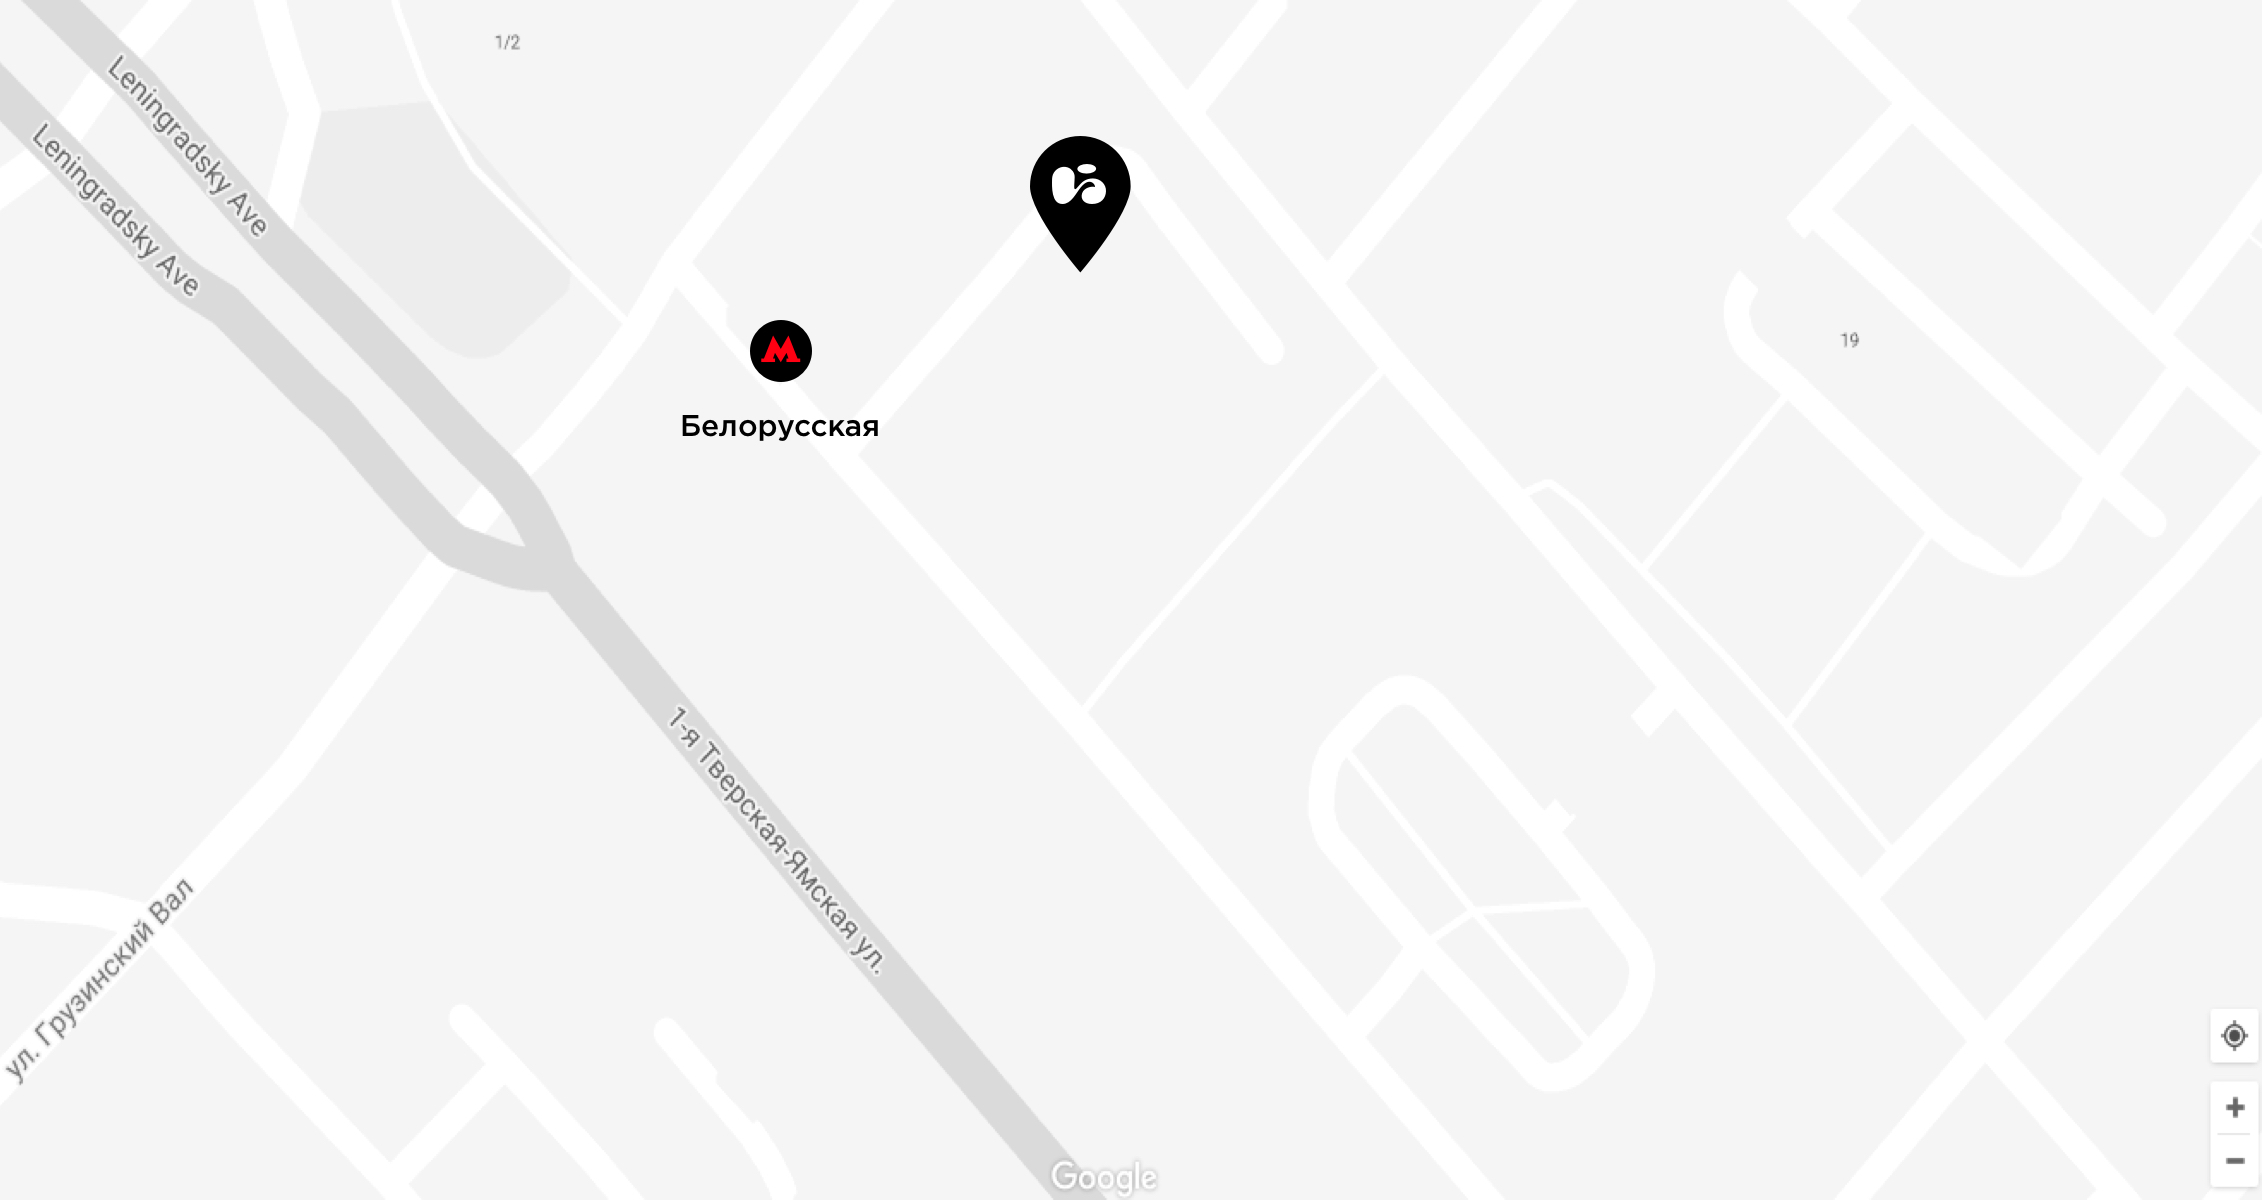 1/2
Leningradsky Ave
Leningradsky Ave
19
Белорусская
1-я Тверская-Ямская ул.
ул. Грузинский Вал
Google